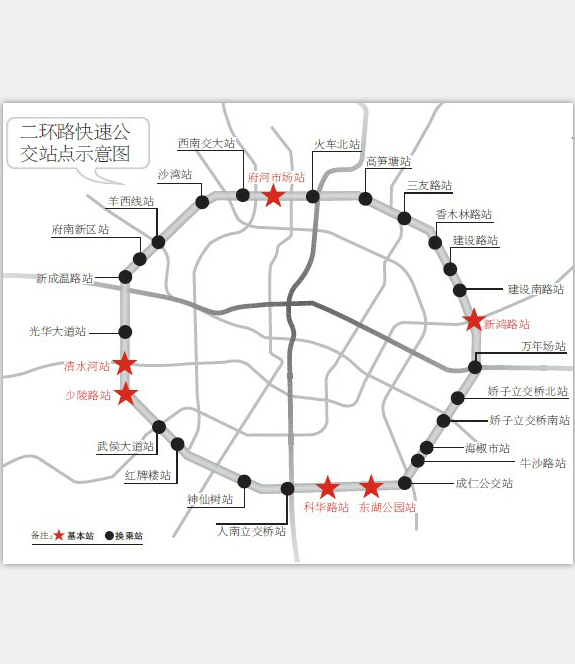 二环路快速公
交站点示意图
西南交大站
火车北站
高笋塘站
沙湾站
府河市场站
三友路站
羊西线站
香木林路站
府南新区站
建设路站
新成温路站
建设南路站
光华大道站
新鸿路站
万年场站
清水河站
少陵路站
娇子立交桥北站
娇子立交桥南站
武侯大道站
海椒市站
牛沙路站
红牌楼站
成仁公交站
神仙树站
科华路站
东湖公园站
人南立交桥站
备注:★基本站 ●换乘站